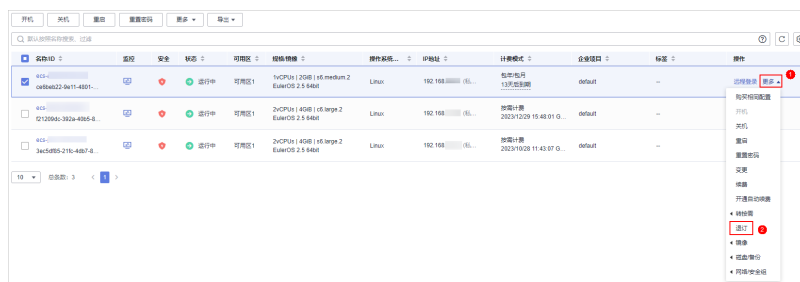 开机 关机 重启 重置密码 更多 导出
默认按照名称搜索、过滤
名称/ID 监控 安全 状态 可用区 规格/镜像 操作系统... IP地址 计费模式 企业项目 标签 操作
ecs- 运行中 可用区1 1vCPUs | 2GiB | s6.medium.2 Linux 192.168. (私... 包年/包月 default -- 远程登录 更多 1
ce6beb22-9e11-4801-... EulerOS 2.5 64bit 13天后到期
ecs- 运行中 可用区1 2vCPUs | 4GiB | c6.large.2 Linux 192.168. (私... 按需计费 default --
f21209dc-392a-40b5-8... EulerOS 2.5 64bit 2023/12/29 15:48:01 G...
ecs- 运行中 可用区1 2vCPUs | 4GiB | s6.large.2 Linux 192.168. (私... 按需计费 default --
3ec5df85-21fc-4db7-8... EulerOS 2.5 64bit 2023/10/28 11:43:07 G...
10 总条数: 3 < 1 >
购买相同配置
开机
关机
重启
重置密码
变更
续费
开通自动续费
转按需
退订 2
镜像
磁盘/备份
网络/安全组